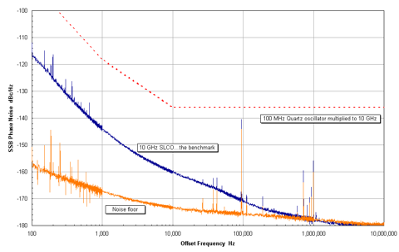 -100
-110
-120
-130
-140
-150
-160
-170
-180
SSB Phase Noise dBc/Hz
100 MHz Quartz oscillator multiplied to 10 GHz
10 GHz SLCO... the benchmark
Noise floor
100 1,000 10,000 100,000 1,000,000 10,000,000
Offset Frequency Hz